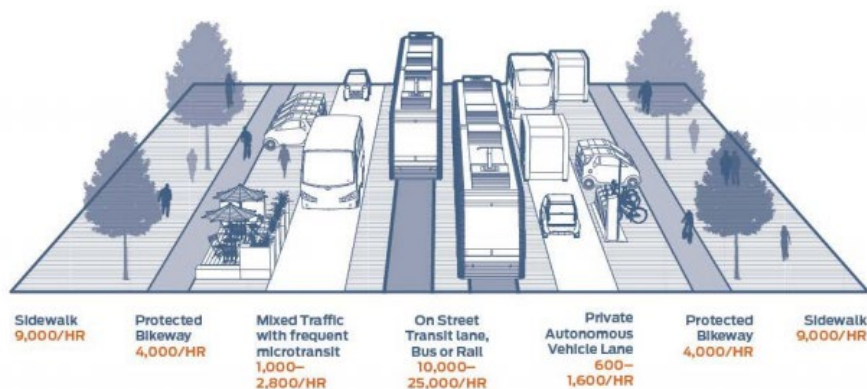 Sidewalk
9,000/HR
Protected
Bikeway
4,000/HR
Mixed Traffic
with frequent
microtransit
1,000–
2,800/HR
On Street
Transit lane,
Bus or Rail
10,000–
25,000/HR
Private
Autonomous
Vehicle Lane
600–
1,600/HR
Protected
Bikeway
4,000/HR
Sidewalk
9,000/HR